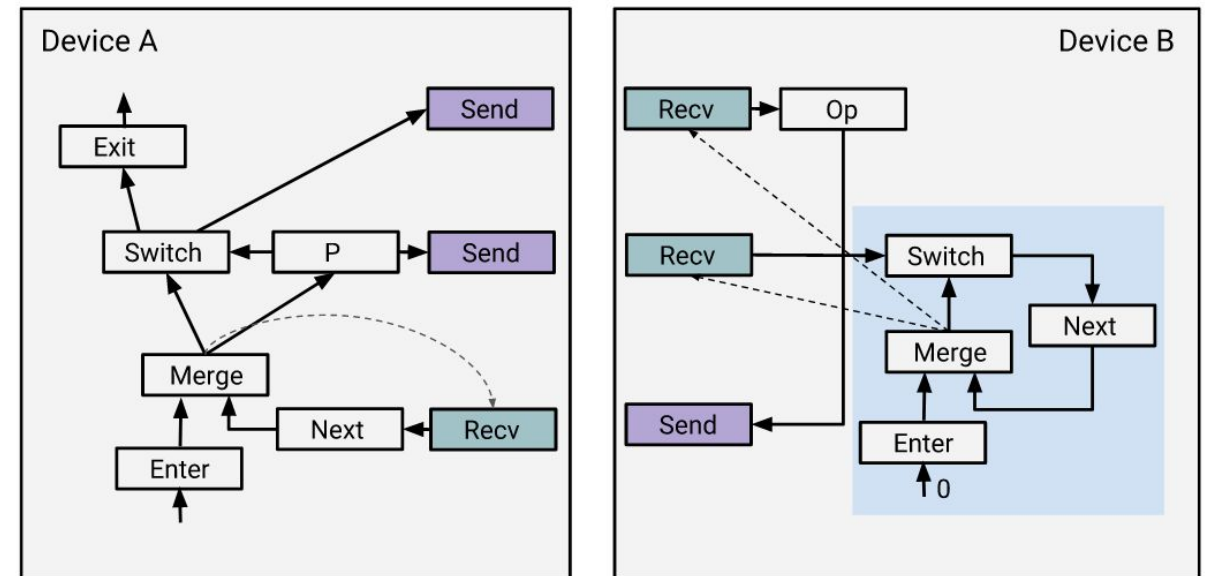 Device A
Send
Exit
Switch
P
Send
Merge
Next
Recv
Enter
Device B
Recv
Op
Recv
Switch
Next
Merge
Send
Enter
0